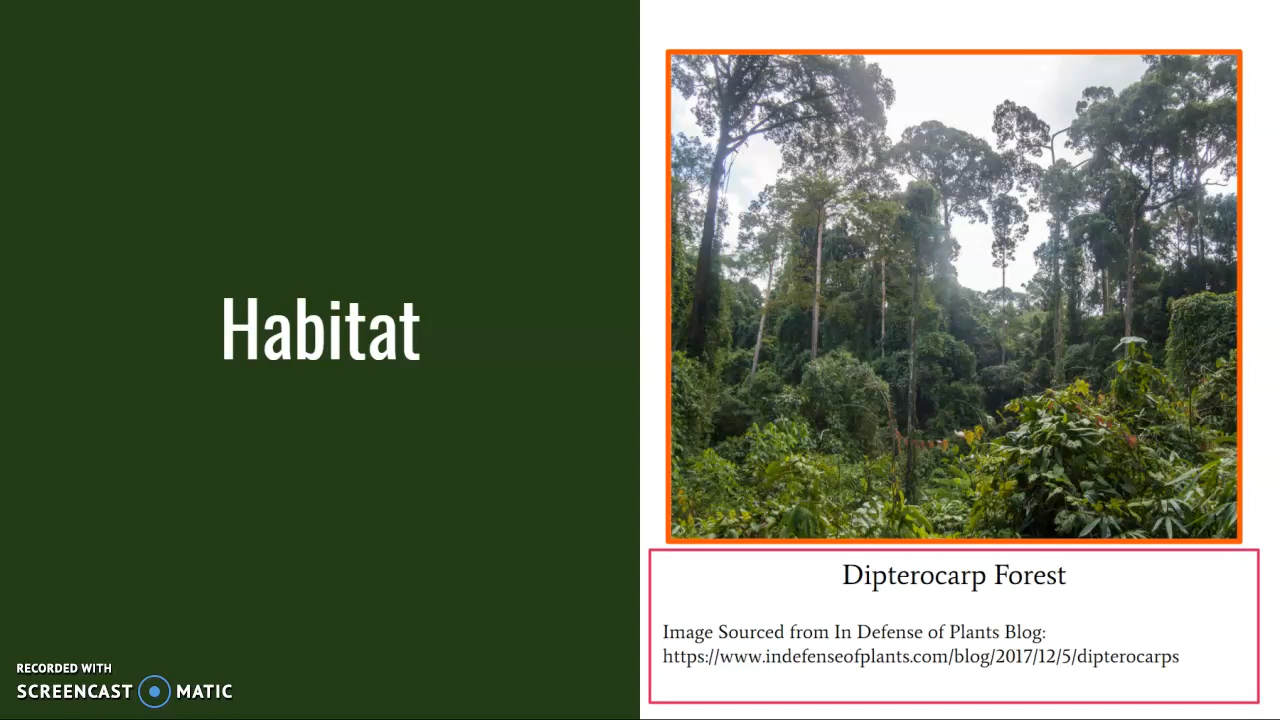 Habitat
Dipterocarp Forest
Image Sourced from In Defense of Plants Blog:
https://www.indefenseofplants.com/blog/2017/12/5/dipterocarps
RECORDED WITH
SCREENCAST MATIC